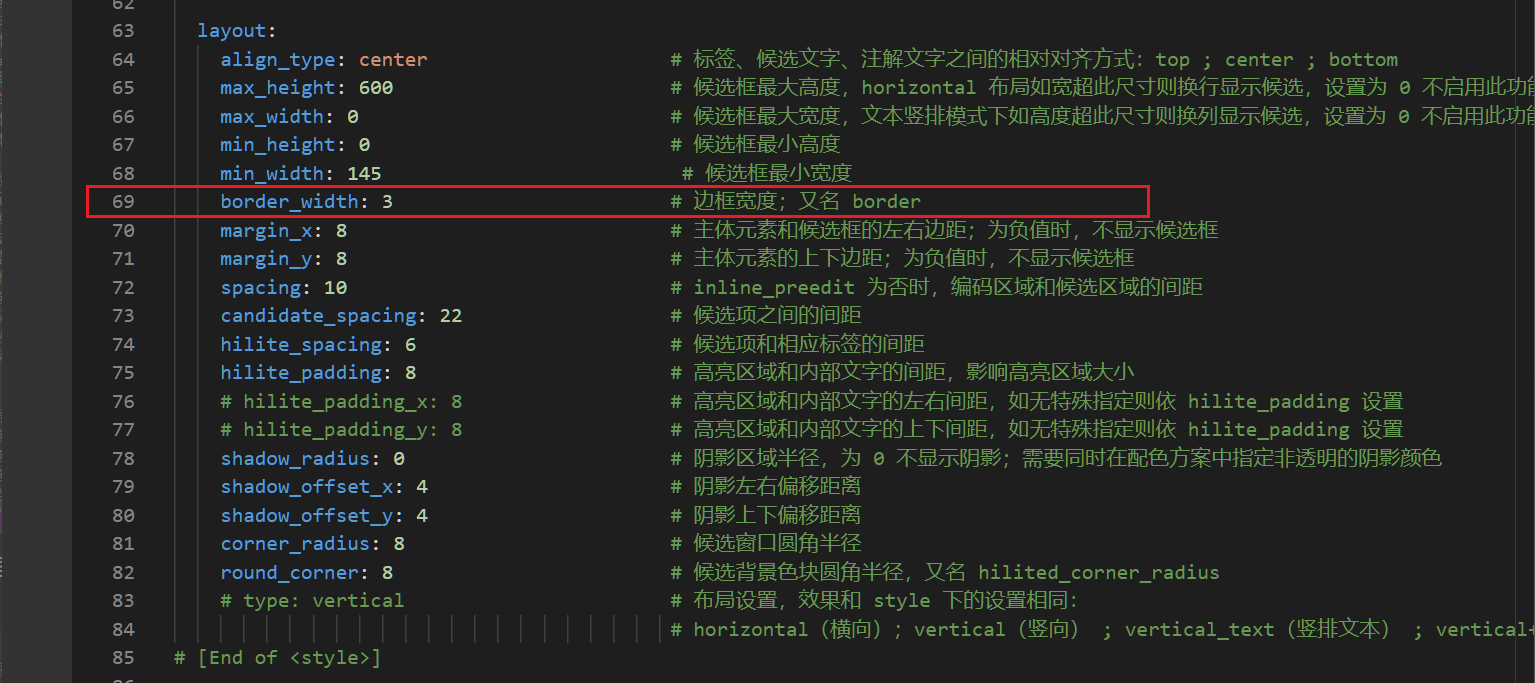 62
63 layout:
64 align_type: center # 标签、候选文字、注解文字之间的相对对齐方式：top ; center ; bottom
65 max_height: 600 # 候选框最大高度，horizontal 布局如宽超此尺寸则换行显示候选，设置为 0 不启用此功能
66 max_width: 0 # 候选框最大宽度，文本竖排模式下如高度超此尺寸则换列显示候选，设置为 0 不启用此功能
67 min_height: 0 # 候选框最小高度
68 min_width: 145 # 候选框最小宽度
69 border_width: 3 # 边框宽度；又名 border
70 margin_x: 8 # 主体元素和候选框的左右边距；为负值时，不显示候选框
71 margin_y: 8 # 主体元素的上下边距；为负值时，不显示候选框
72 spacing: 10 # inline_preedit 为否时，编码区域和候选区域的间距
73 candidate_spacing: 22 # 候选项之间的间距
74 hilite_spacing: 6 # 候选项和相应标签的间距
75 hilite_padding: 8 # 高亮区域和内部文字的间距，影响高亮区域大小
76 # hilite_padding_x: 8 # 高亮区域和内部文字的左右间距，如无特殊指定则依 hilite_padding 设置
77 # hilite_padding_y: 8 # 高亮区域和内部文字的上下间距，如无特殊指定则依 hilite_padding 设置
78 shadow_radius: 0 # 阴影区域半径，为 0 不显示阴影；需要同时在配色方案中指定非透明的阴影颜色
79 shadow_offset_x: 4 # 阴影左右偏移距离
80 shadow_offset_y: 4 # 阴影上下偏移距离
81 corner_radius: 8 # 候选窗口圆角半径
82 round_corner: 8 # 候选背景色块圆角半径，又名 hilited_corner_radius
83 # type: vertical # 布局设置，效果和 style 下的设置相同：
84 # horizontal（横向）; vertical（竖向） ; vertical_text（竖排文本） ; vertical+
85 # [End of <style>]